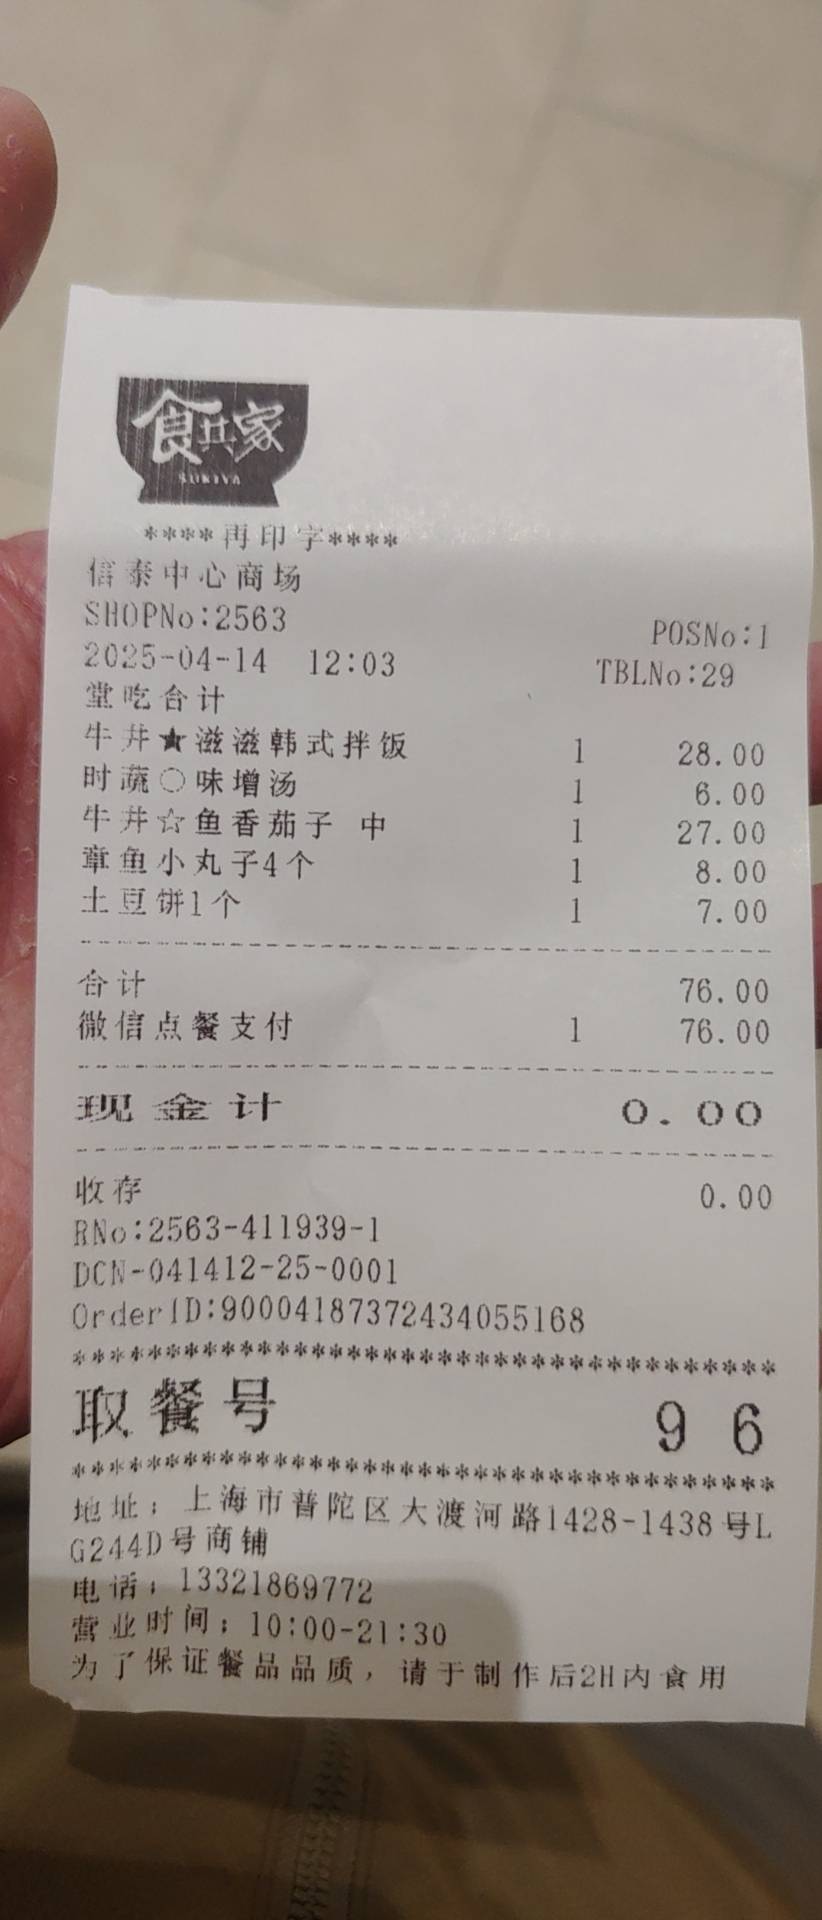 食其家
SUKIYA
****再印字****
信泰中心商场
SHOPNo:2563 POSNo:1
2025-04-14 12:03 TBLNo:29
堂吃合计
牛丼★滋滋韩式拌饭 1 28.00
时蔬○味增汤 1 6.00
牛丼☆鱼香茄子 中 1 27.00
章鱼小丸子4个 1 8.00
土豆饼1个 1 7.00
合计 76.00
微信点餐支付 1 76.00
现金计 0.00
收存 0.00
RNo:2563-411939-1
DCN-041412-25-0001
OrderID:90004187372434055168
取餐号 96
地址：上海市普陀区大渡河路1428-1438号L
G244D号商铺
电话：13321869772
营业时间：10:00-21:30
为了保证餐品品质，请于制作后2H内食用